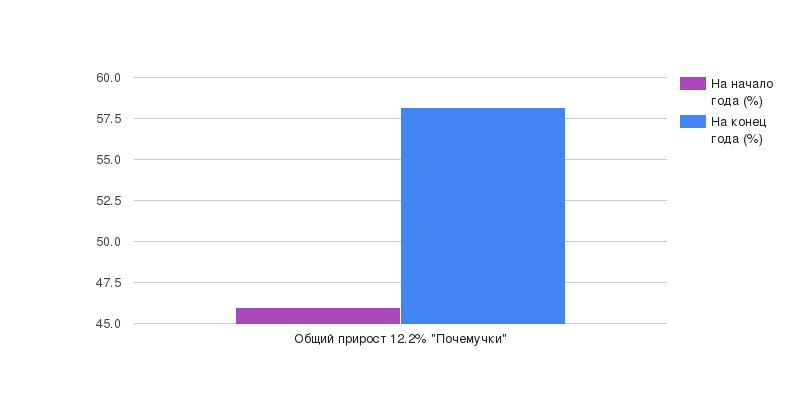 60.0
57.5
55.0
52.5
50.0
47.5
45.0
Общий прирост 12.2% "Почемучки"
На начало
года (%)
На конец
года (%)